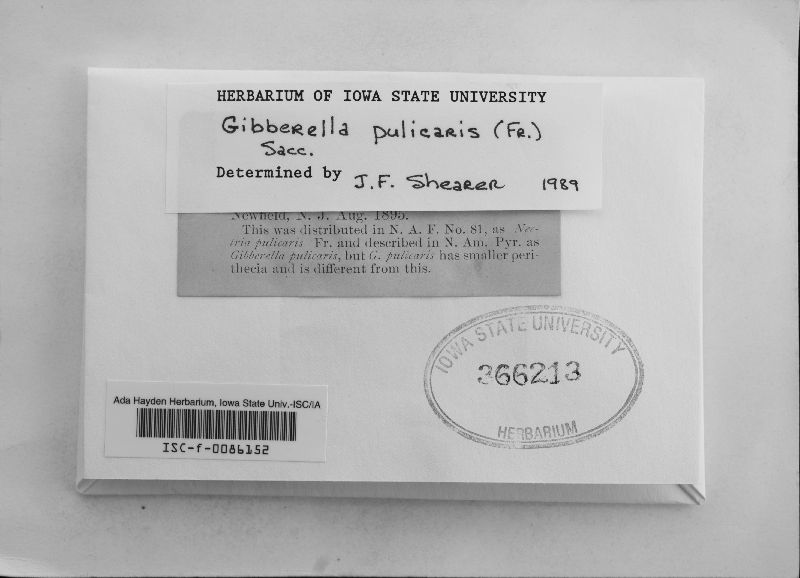 HERBARIUM OF IOWA STATE UNIVERSITY
Gibberella pulicaris (Fr.)
Sacc.
Determined by J.F. Shearer 1989
Newfield, N. J. Aug. 1895.
This was distributed in N. A. F. No. 81, as Nec-
tria pulicaris Fr. and described in N. Am. Pyr. as
Gibberella pulicaris, but G. pulicaris has smaller peri-
thecia and is different from this.
IOWA STATE UNIVERSITY
366213
HERBARIUM
Ada Hayden Herbarium, Iowa State Univ.-ISC/IA
ISC-f-0086152